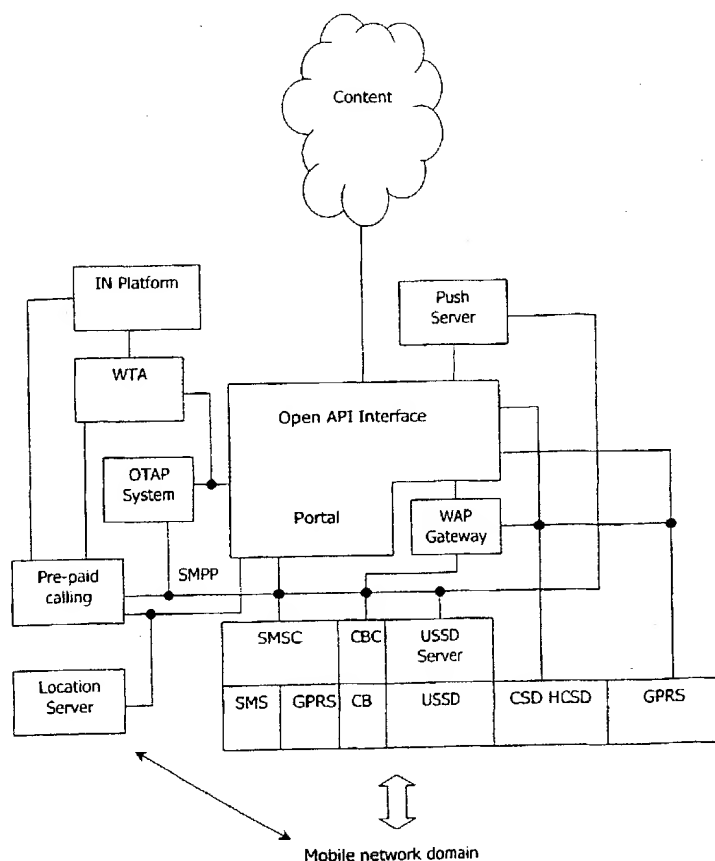 Content
IN Platform
Push
Server
WTA
Open API Interface
OTAP
System
Portal
WAP
Gateway
Pre-paid
calling
SMPP
SMSC
CBC
USSD
Server
Location
Server
SMS
GPRS
CB
USSD
CSD HCSD
GPRS
Mobile network domain